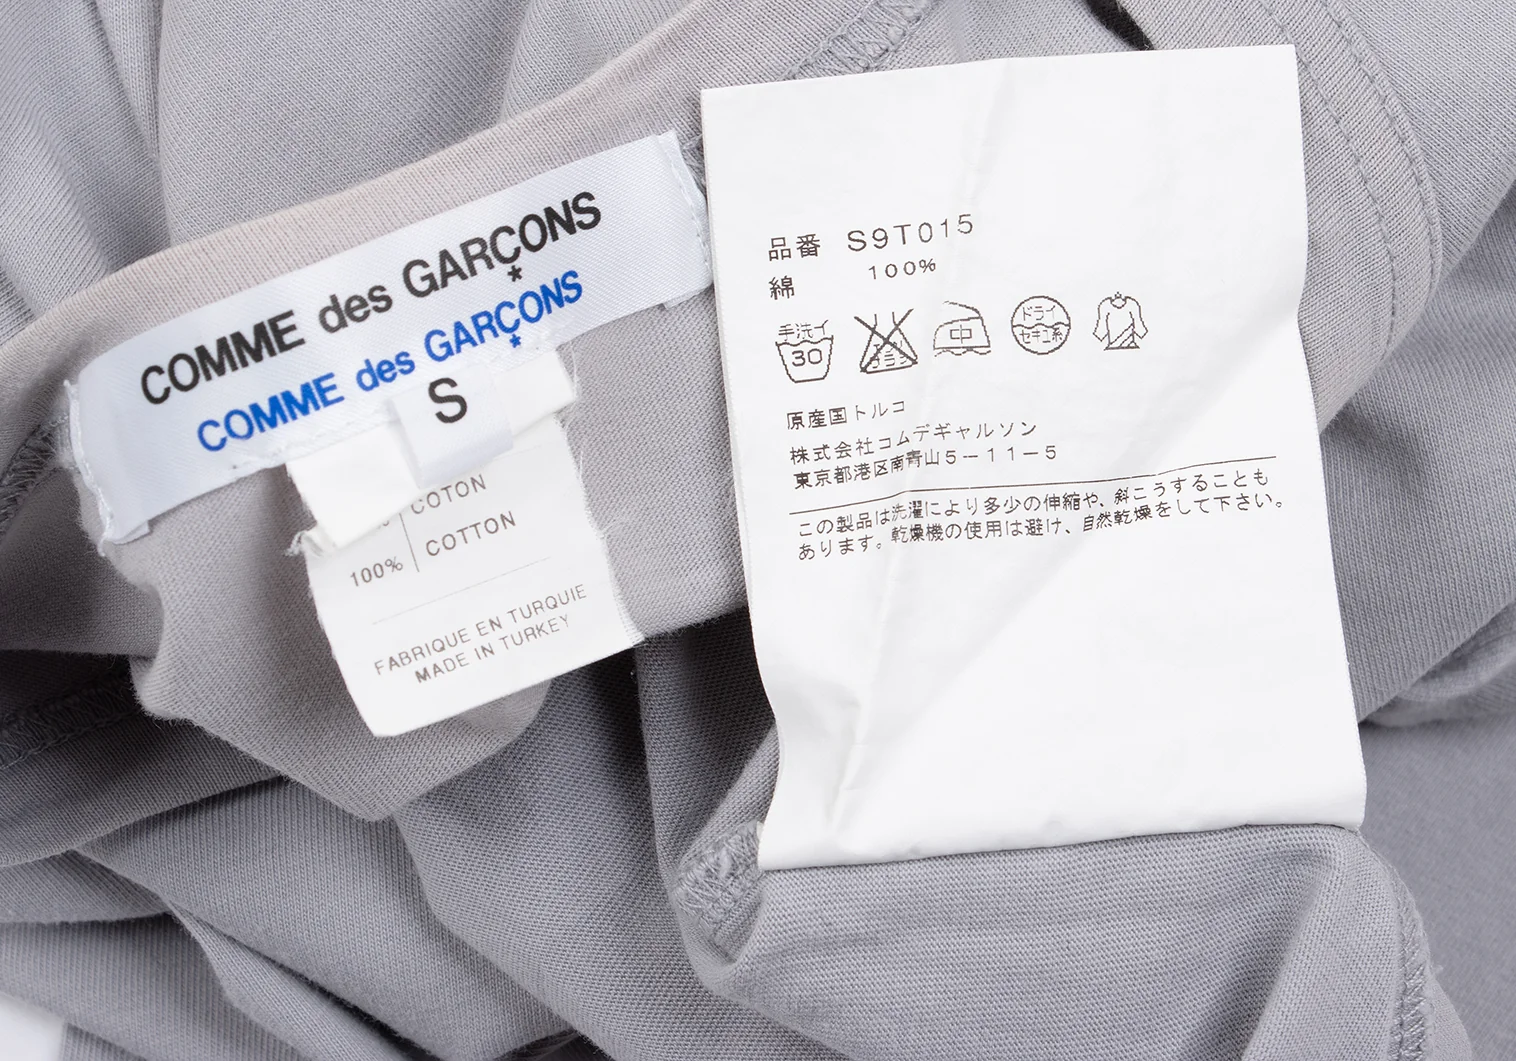 COMME des GARÇONS
*
COMME des GARÇONS
*
S
% COTON
100% COTTON
FABRIQUE EN TURQUIE
MADE IN TURKEY
品番 S9T015
綿 100%
手洗イ
30
中
ドライ
セキユ系
原産国トルコ
株式会社コムデギャルソン
東京都港区南青山5-11-5
この製品は洗濯により多少の伸縮や、斜こうすることも
あります。乾燥機の使用は避け、自然乾燥をして下さい。